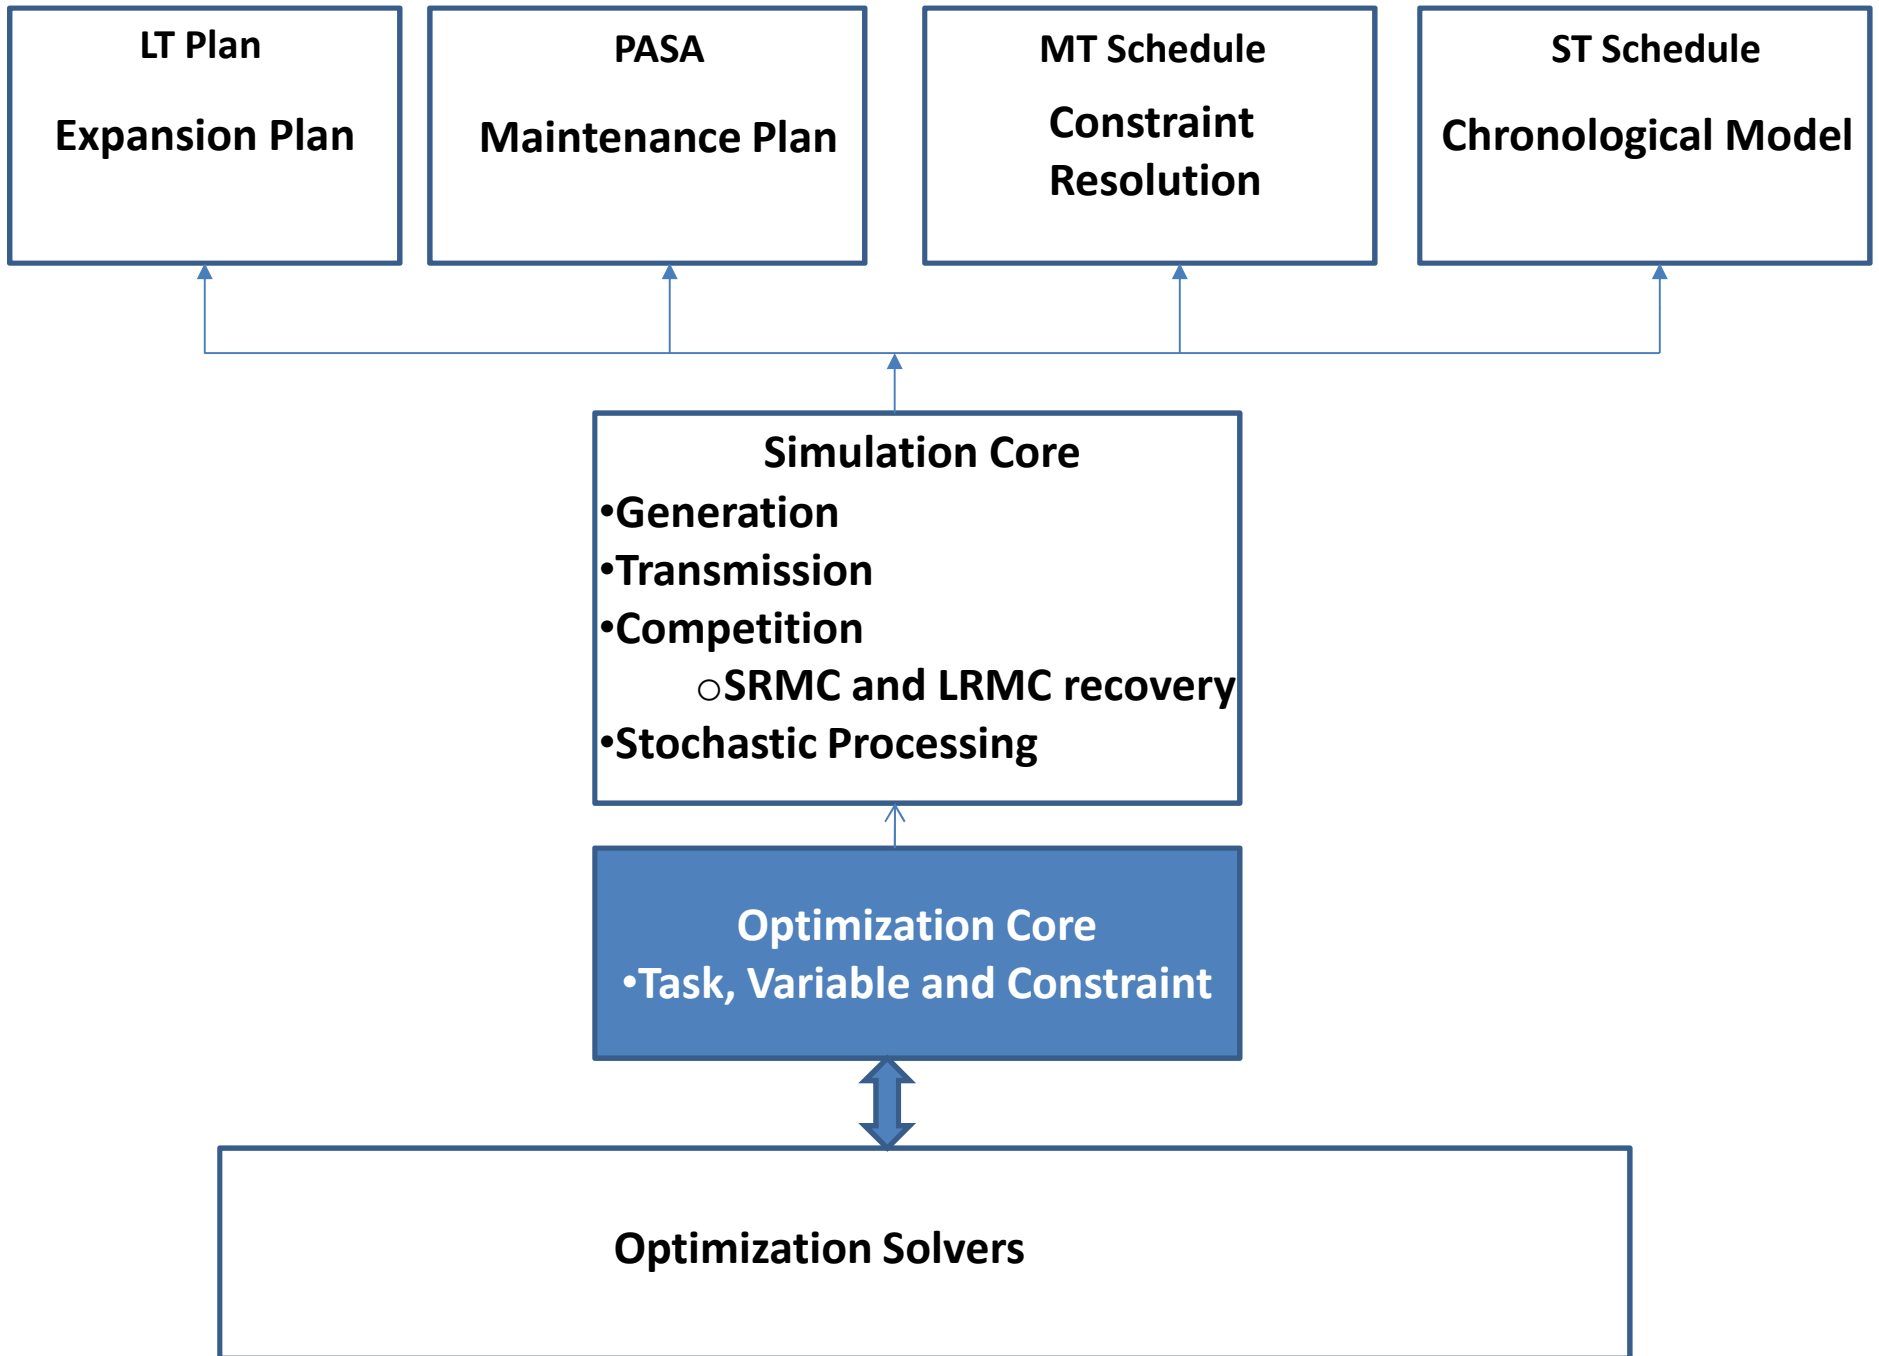 LT Plan
Expansion Plan
PASA
Maintenance Plan
MT Schedule
Constraint
Resolution
ST Schedule
Chronological Model
Simulation Core
•Generation
•Transmission
•Competition
oSRMC and LRMC recovery
•Stochastic Processing
Optimization Core
•Task, Variable and Constraint
Optimization Solvers